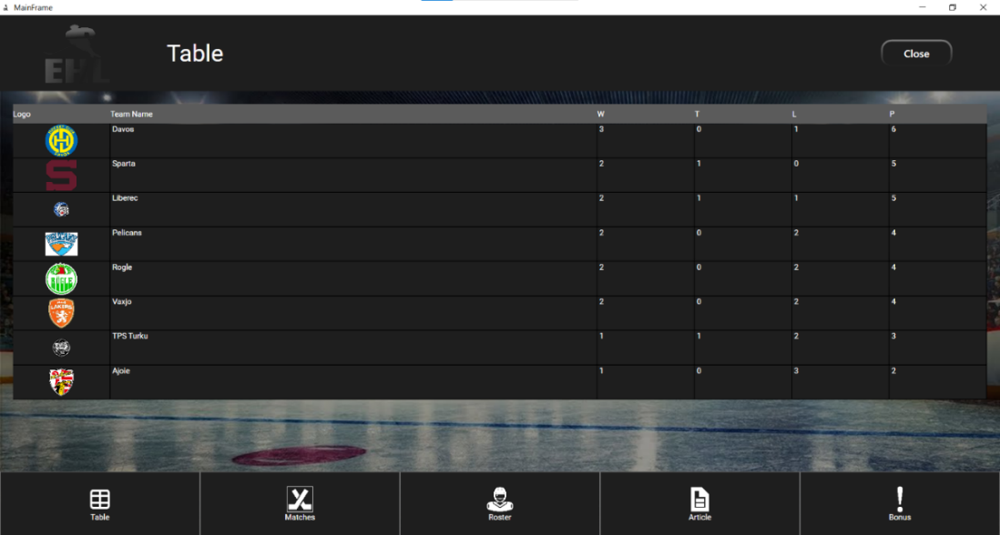 MainFrame
EHL
Table
Close
Logo Team Name W T L P
Davos 3 0 1 6
Sparta 2 1 0 5
Liberec 2 1 1 5
Pelicans 2 0 2 4
Rogle 2 0 2 4
Vaxjo 2 0 2 4
TPS Turku 1 1 2 3
Ajoie 1 0 3 2
Table Matches Roster Article Bonus